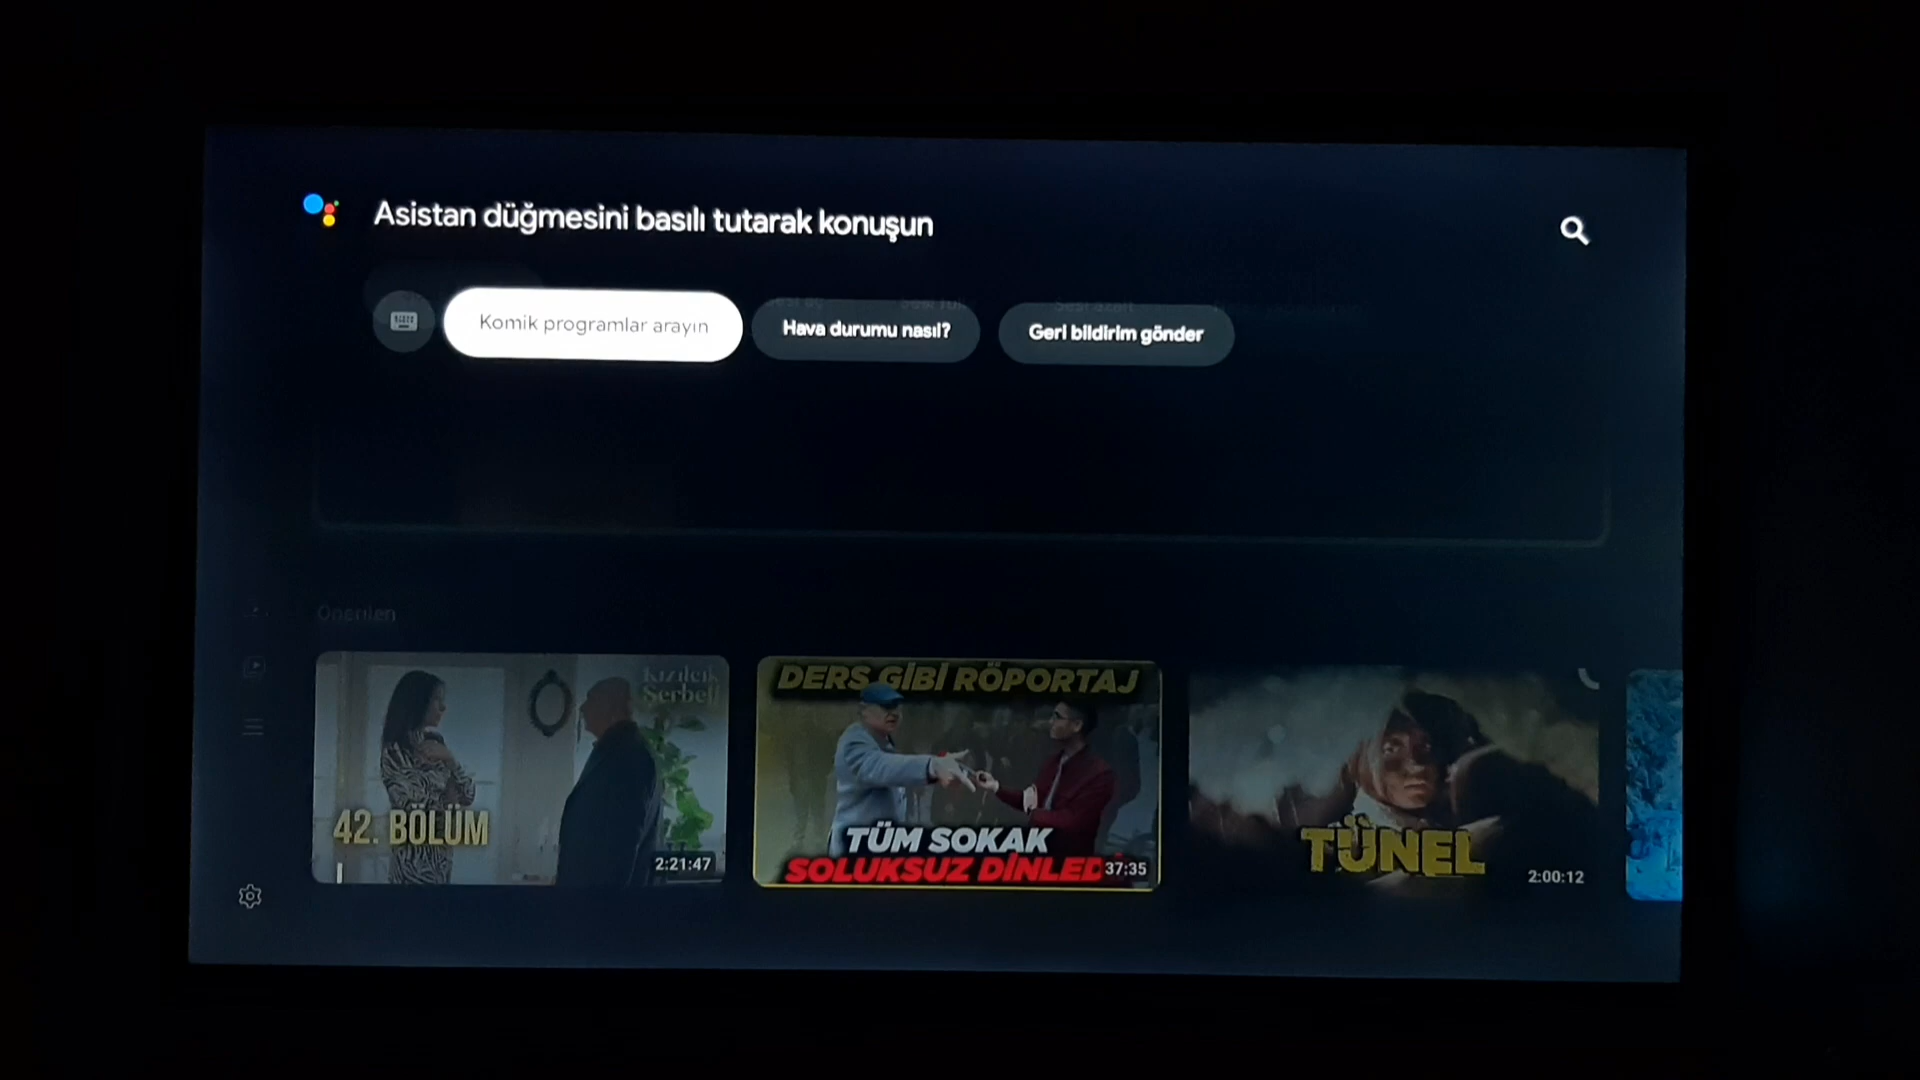 Asistan düğmesini basılı tutarak konuşun
Komik programlar arayın
Hava durumu nasıl?
Geri bildirim gönder
Önerilen
Kızılcık
Şerbeti
42. BÖLÜM
2:21:47
DERS GİBİ RÖPORTAJ
TÜM SOKAK
SOLUKSUZ DİNLEDİ
37:35
TÜNEL
2:00:12